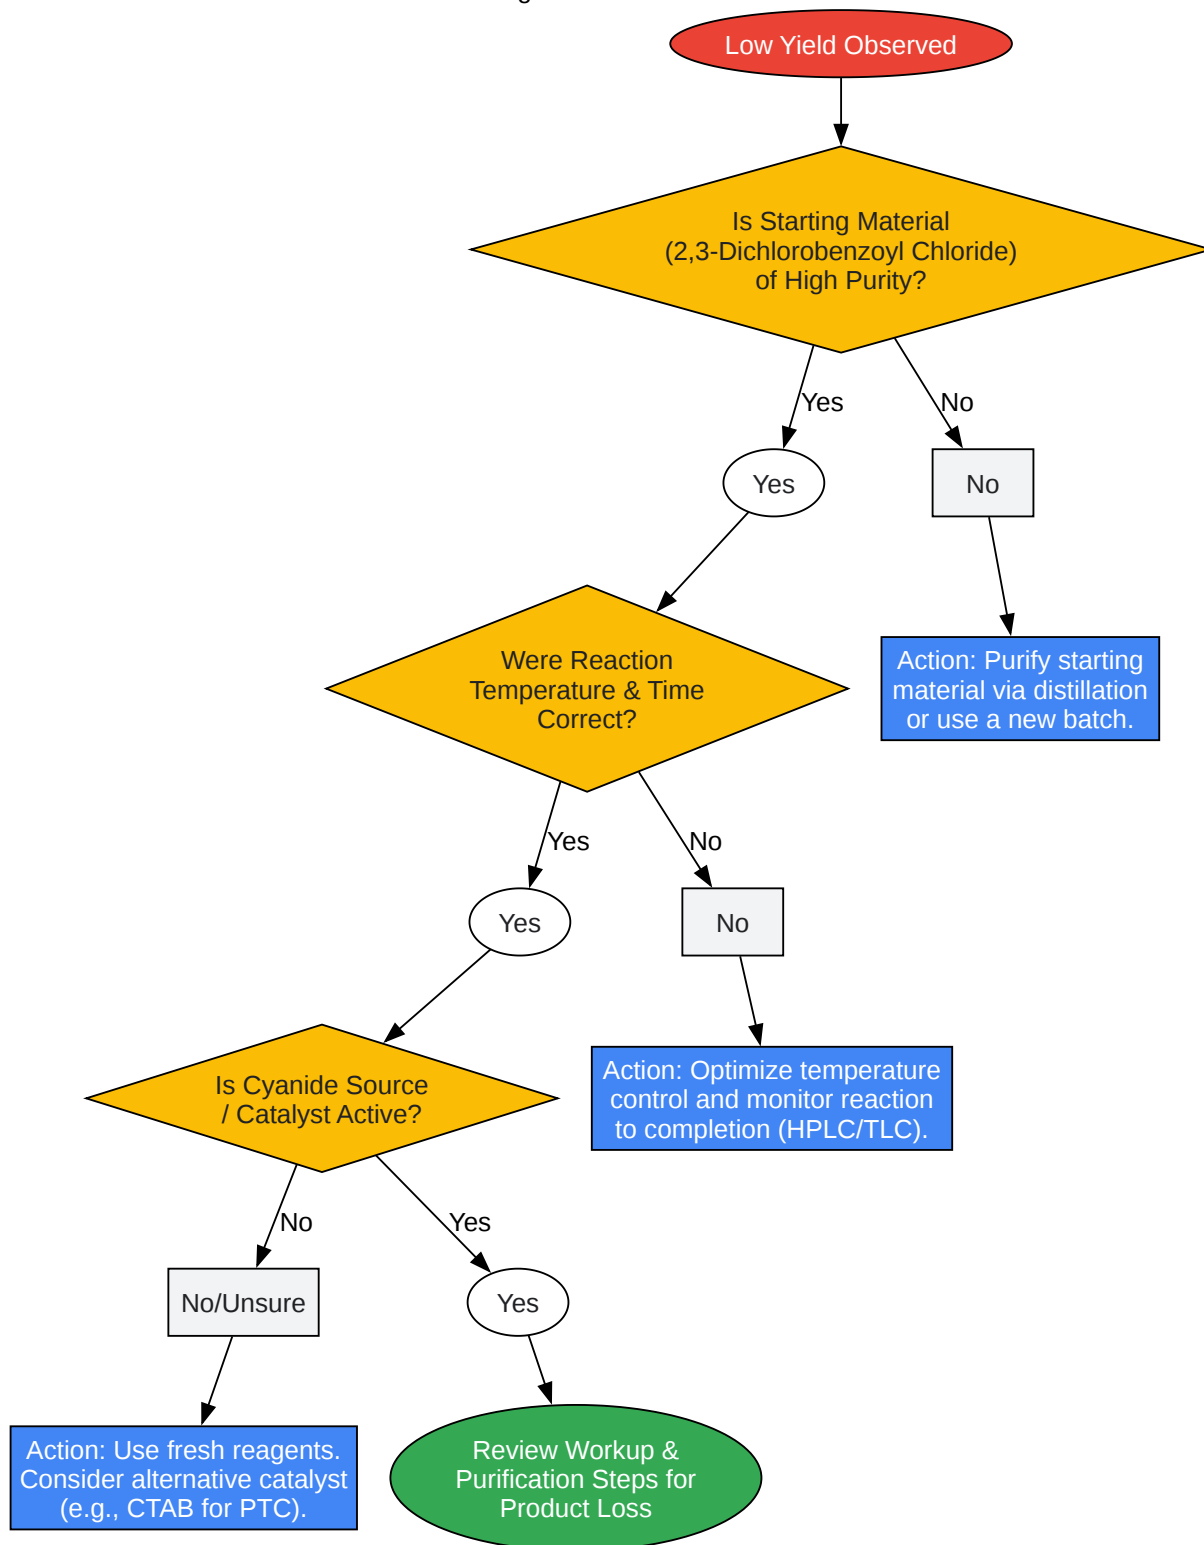 Low Yield Observed
Is Starting Material
(2,3-Dichlorobenzoyl Chloride)
of High Purity?
Yes
No
Yes
No
Were Reaction
Temperature & Time
Correct?
Action: Purify starting
material via distillation
or use a new batch.
Yes
No
Yes
No
Is Cyanide Source
/ Catalyst Active?
Action: Optimize temperature
control and monitor reaction
to completion (HPLC/TLC).
No
Yes
No/Unsure
Yes
Action: Use fresh reagents.
Consider alternative catalyst
(e.g., CTAB for PTC).
Review Workup &
Purification Steps for
Product Loss